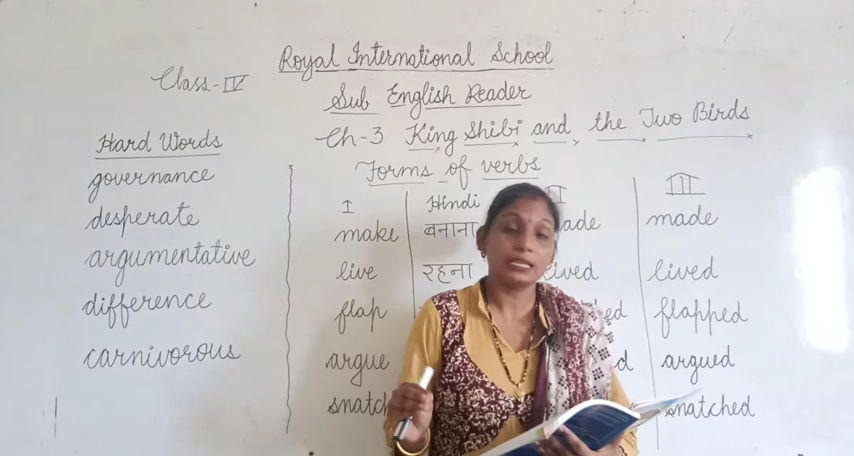 Royal International School
Class-IV
Sub English Reader
Ch-3 King Shibi and the Two Birds
Hard Words
governance
desperate
argumentative
difference
carnivorous
Forms of verbs
I Hindi III
make बनाना made
live रहना lived lived
flap flapped
argue argued
snatched